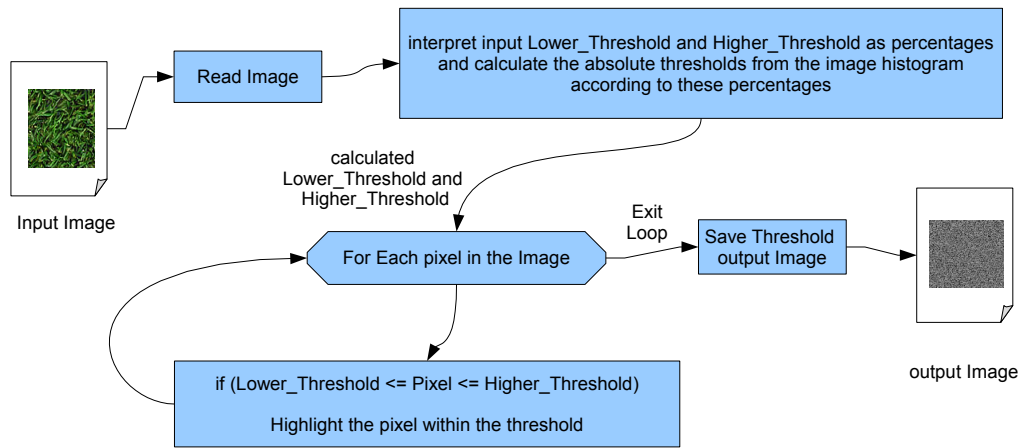 Input Image
Read Image
interpret input Lower_Threshold and Higher_Threshold as percentages
and calculate the absolute thresholds from the image histogram
according to these percentages
calculated
Lower_Threshold and
Higher_Threshold
For Each pixel in the Image
Exit
Loop
Save Threshold
output Image
output Image
if (Lower_Threshold <= Pixel <= Higher_Threshold)
Highlight the pixel within the threshold